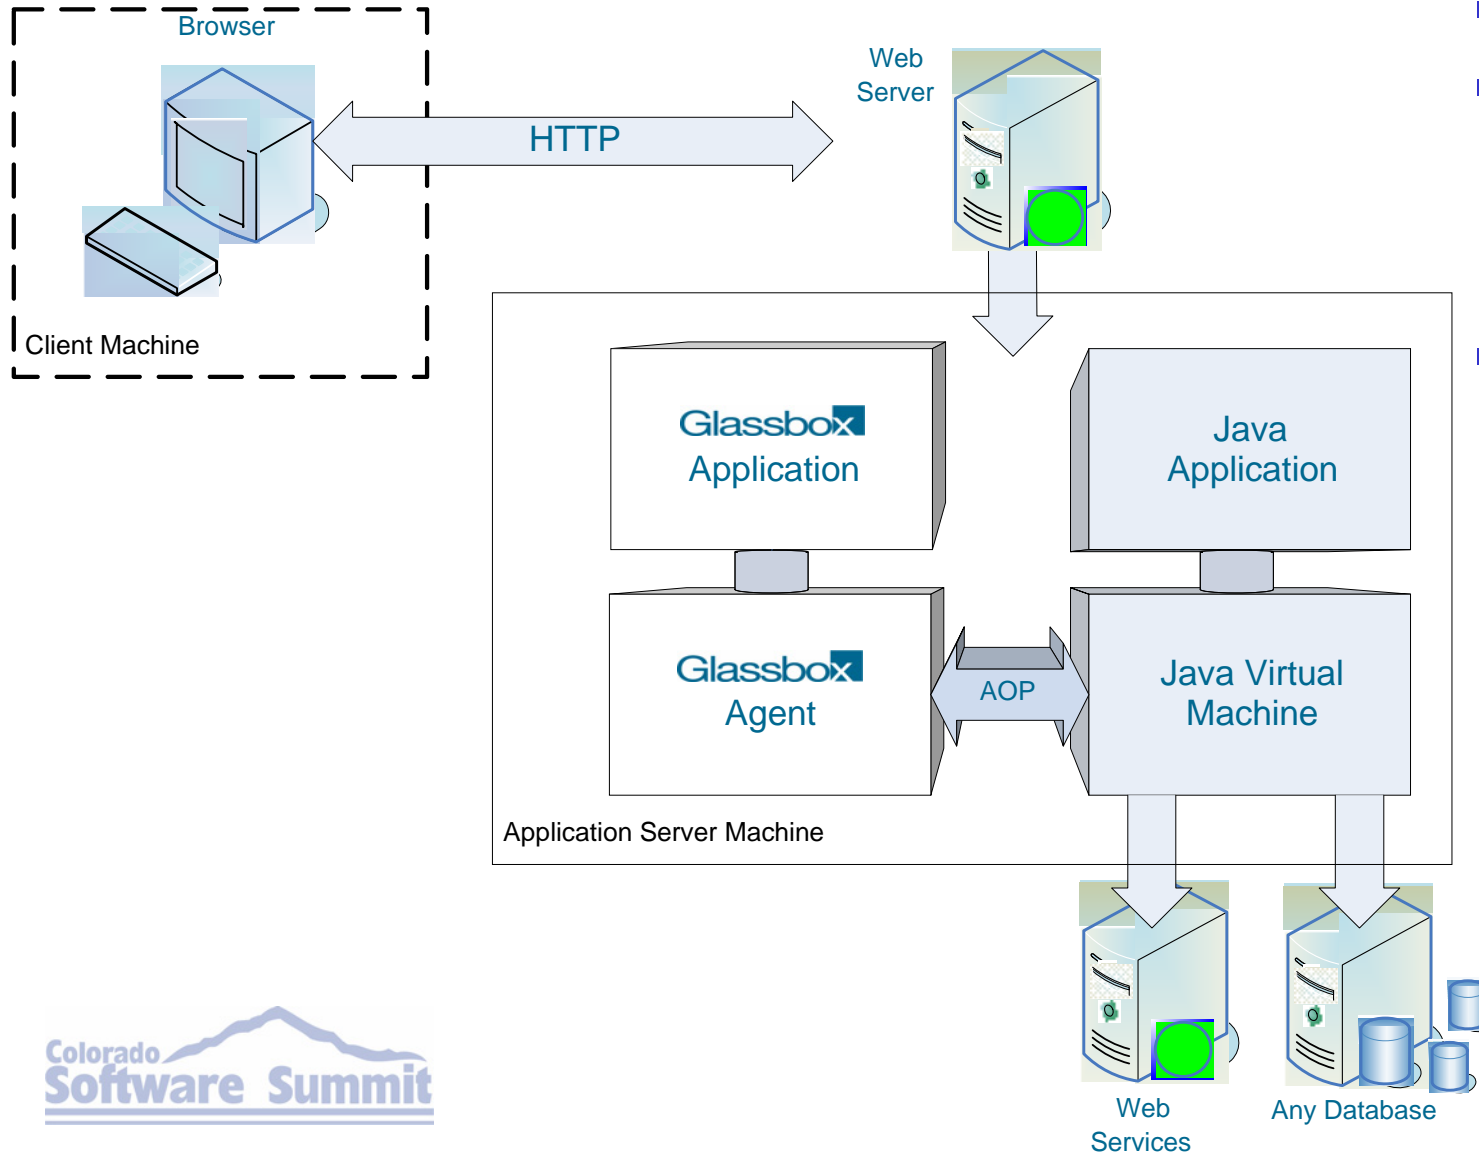 Browser
Web
Server
HTTP
Client Machine
Glassbox
Application
Java
Application
Glassbox
Agent
AOP
Java Virtual
Machine
Application Server Machine
Colorado
Software Summit
Web
Services
Any Database